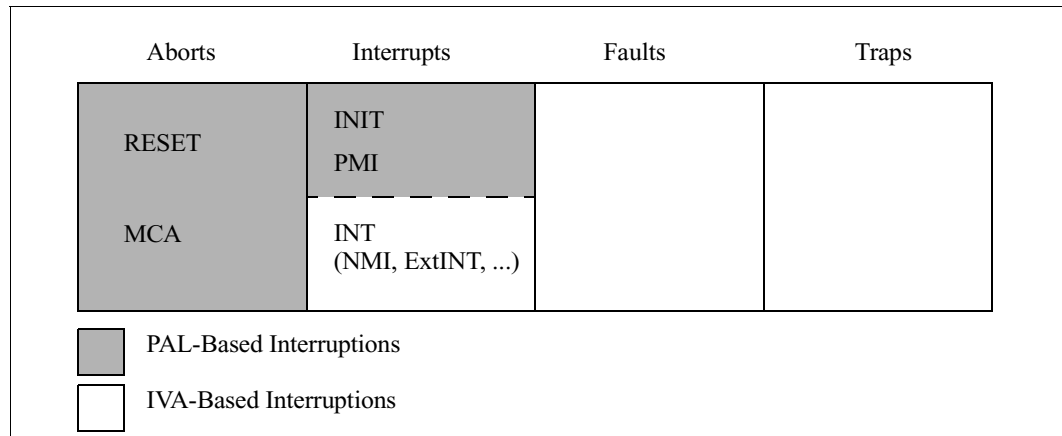 Aborts Interrupts Faults Traps
RESET
MCA
INIT
PMI
INT
(NMI, ExtINT, ...)
PAL-Based Interruptions
IVA-Based Interruptions